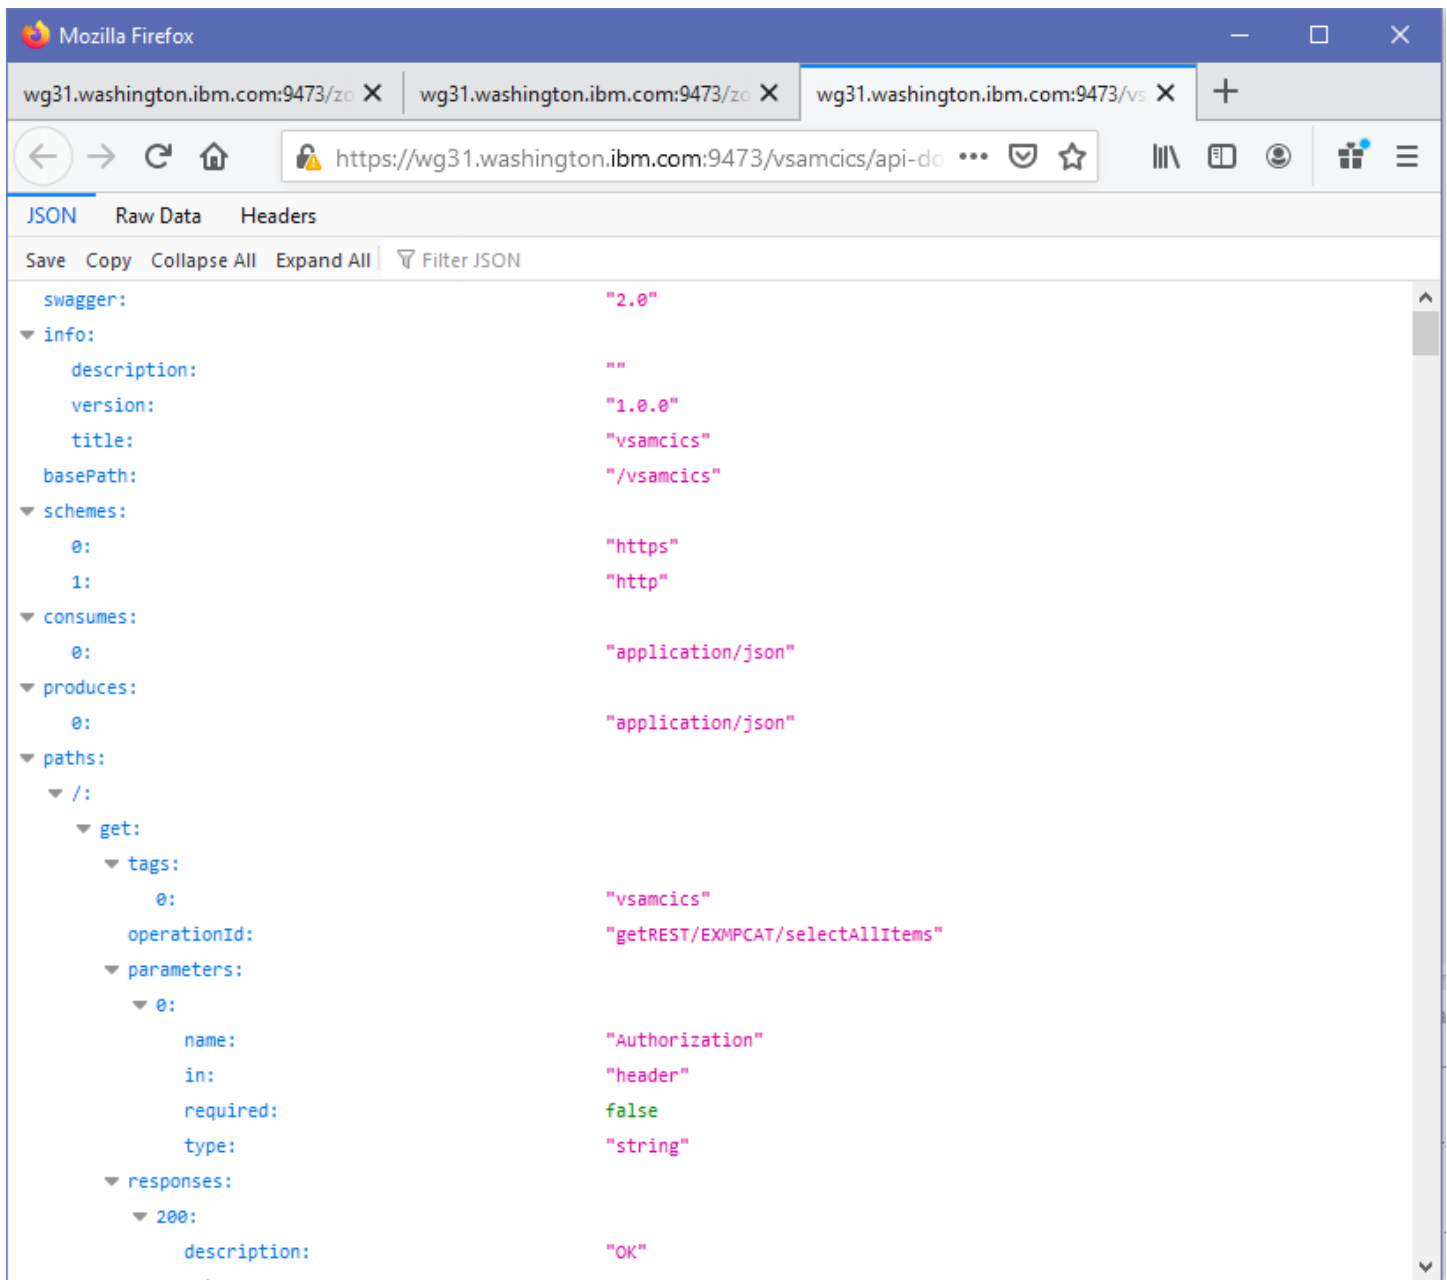 Mozilla Firefox
wg31.washington.ibm.com:9473/zo wg31.washington.ibm.com:9473/zo wg31.washington.ibm.com:9473/vs
https://wg31.washington.ibm.com:9473/vsamcics/api-do
JSON Raw Data Headers
Save Copy Collapse All Expand All Filter JSON
swagger: "2.0"
info:
description: ""
version: "1.0.0"
title: "vsamcics"
basePath: "/vsamcics"
schemes:
0: "https"
1: "http"
consumes:
0: "application/json"
produces:
0: "application/json"
paths:
/:
get:
tags:
0: "vsamcics"
operationId: "getREST/EXMPCAT/selectAllItems"
parameters:
0:
name: "Authorization"
in: "header"
required: false
type: "string"
responses:
200:
description: "OK"